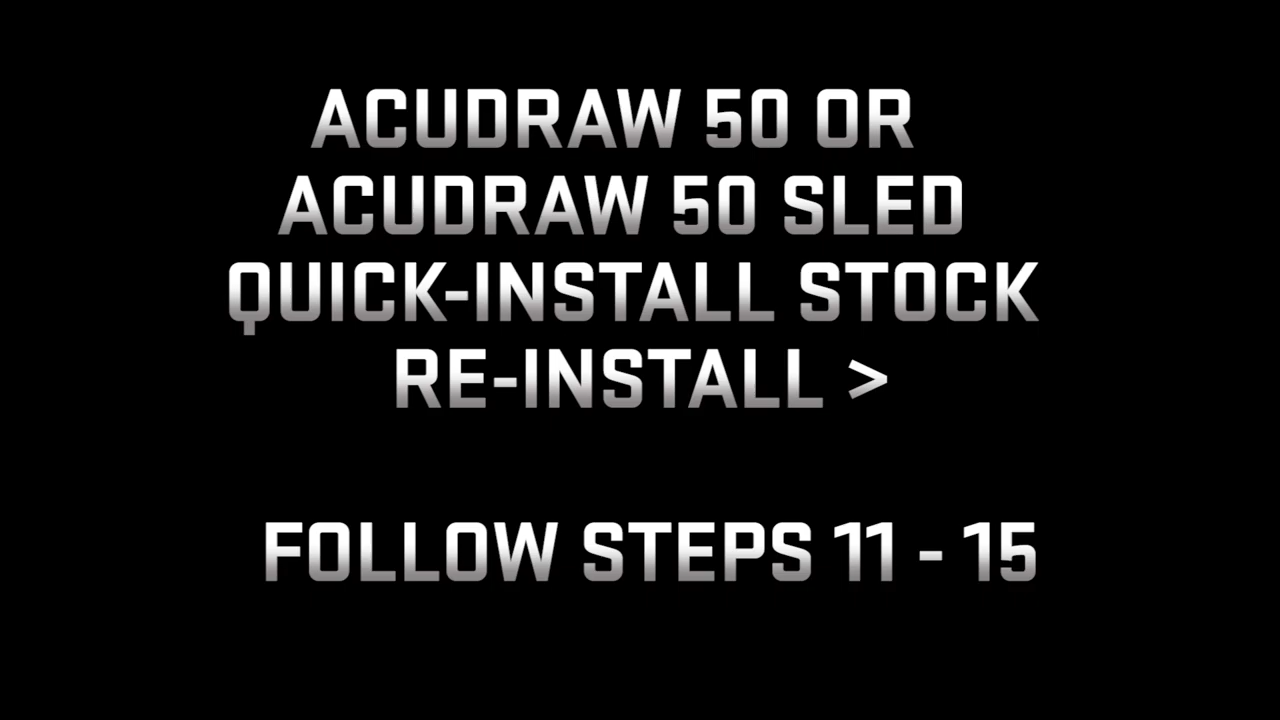 ACUDRAW 50 OR
ACUDRAW 50 SLED
QUICK-INSTALL STOCK
RE-INSTALL >
FOLLOW STEPS 11 - 15